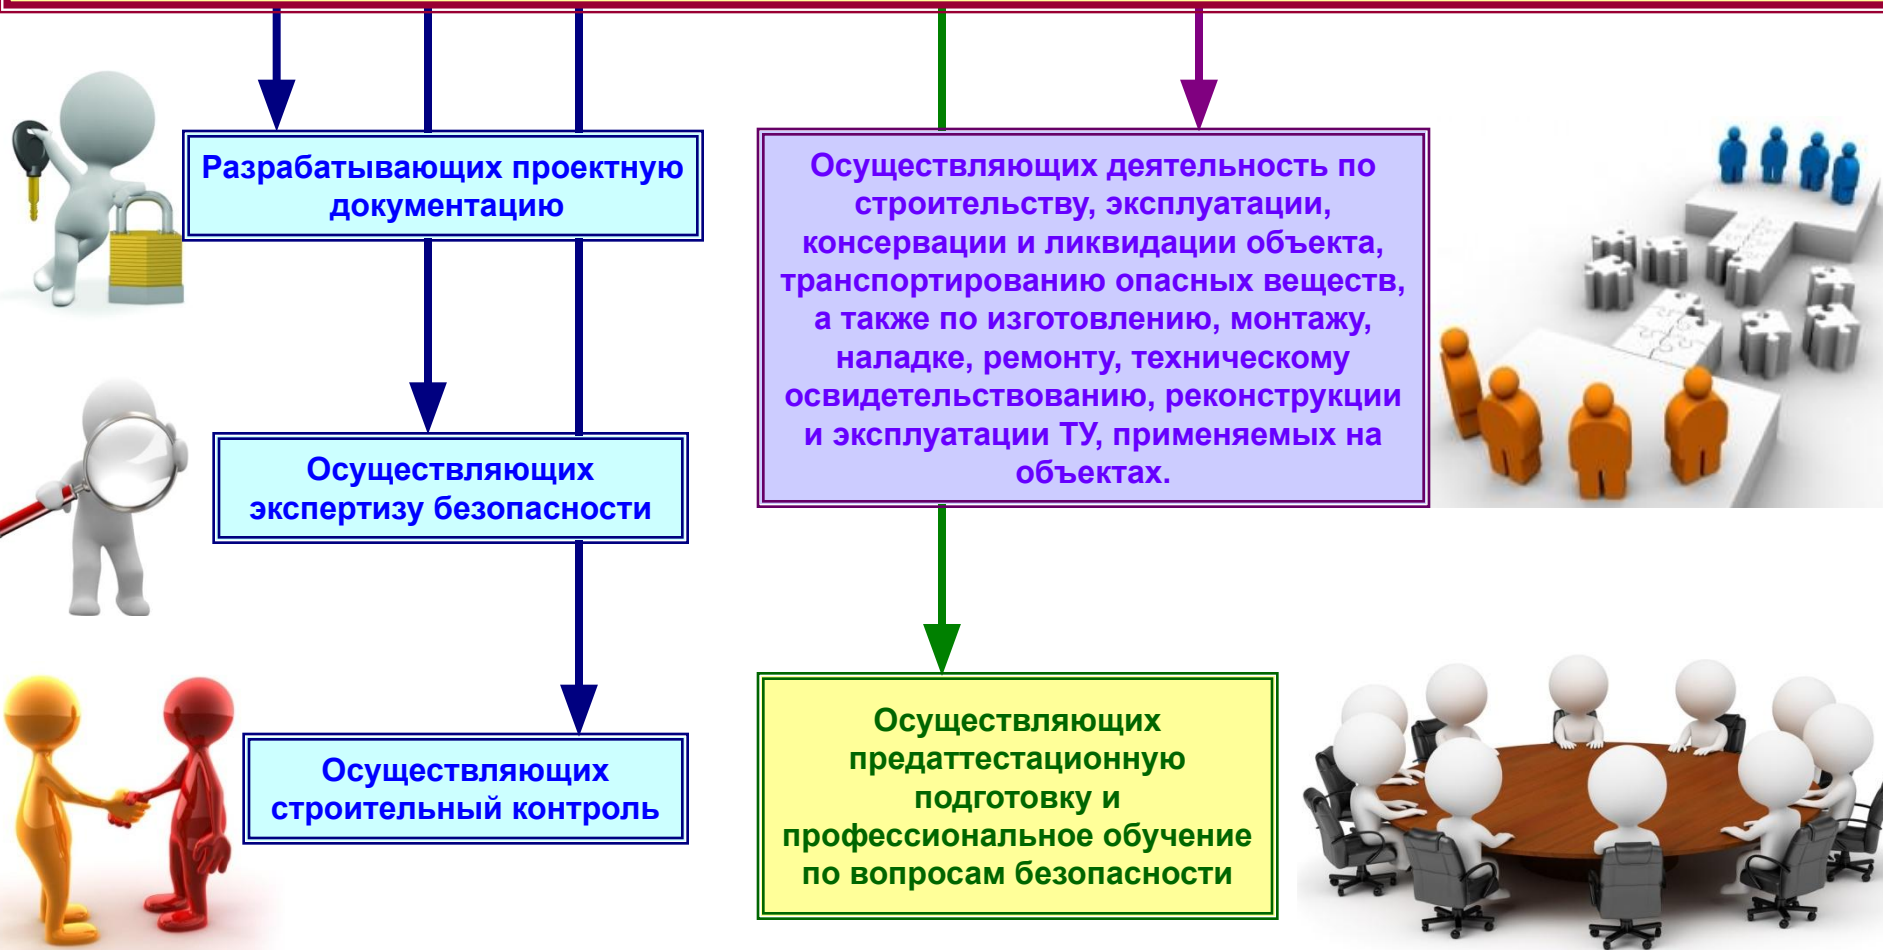 Разрабатывающих проектную
документацию
Осуществляющих деятельность по
строительству, эксплуатации,
консервации и ликвидации объекта,
транспортированию опасных веществ,
а также по изготовлению, монтажу,
наладке, ремонту, техническому
освидетельствованию, реконструкции
и эксплуатации ТУ, применяемых на
объектах.
Осуществляющих
экспертизу безопасности
Осуществляющих
строительный контроль
Осуществляющих
предаттестационную
подготовку и
профессиональное обучение
по вопросам безопасности